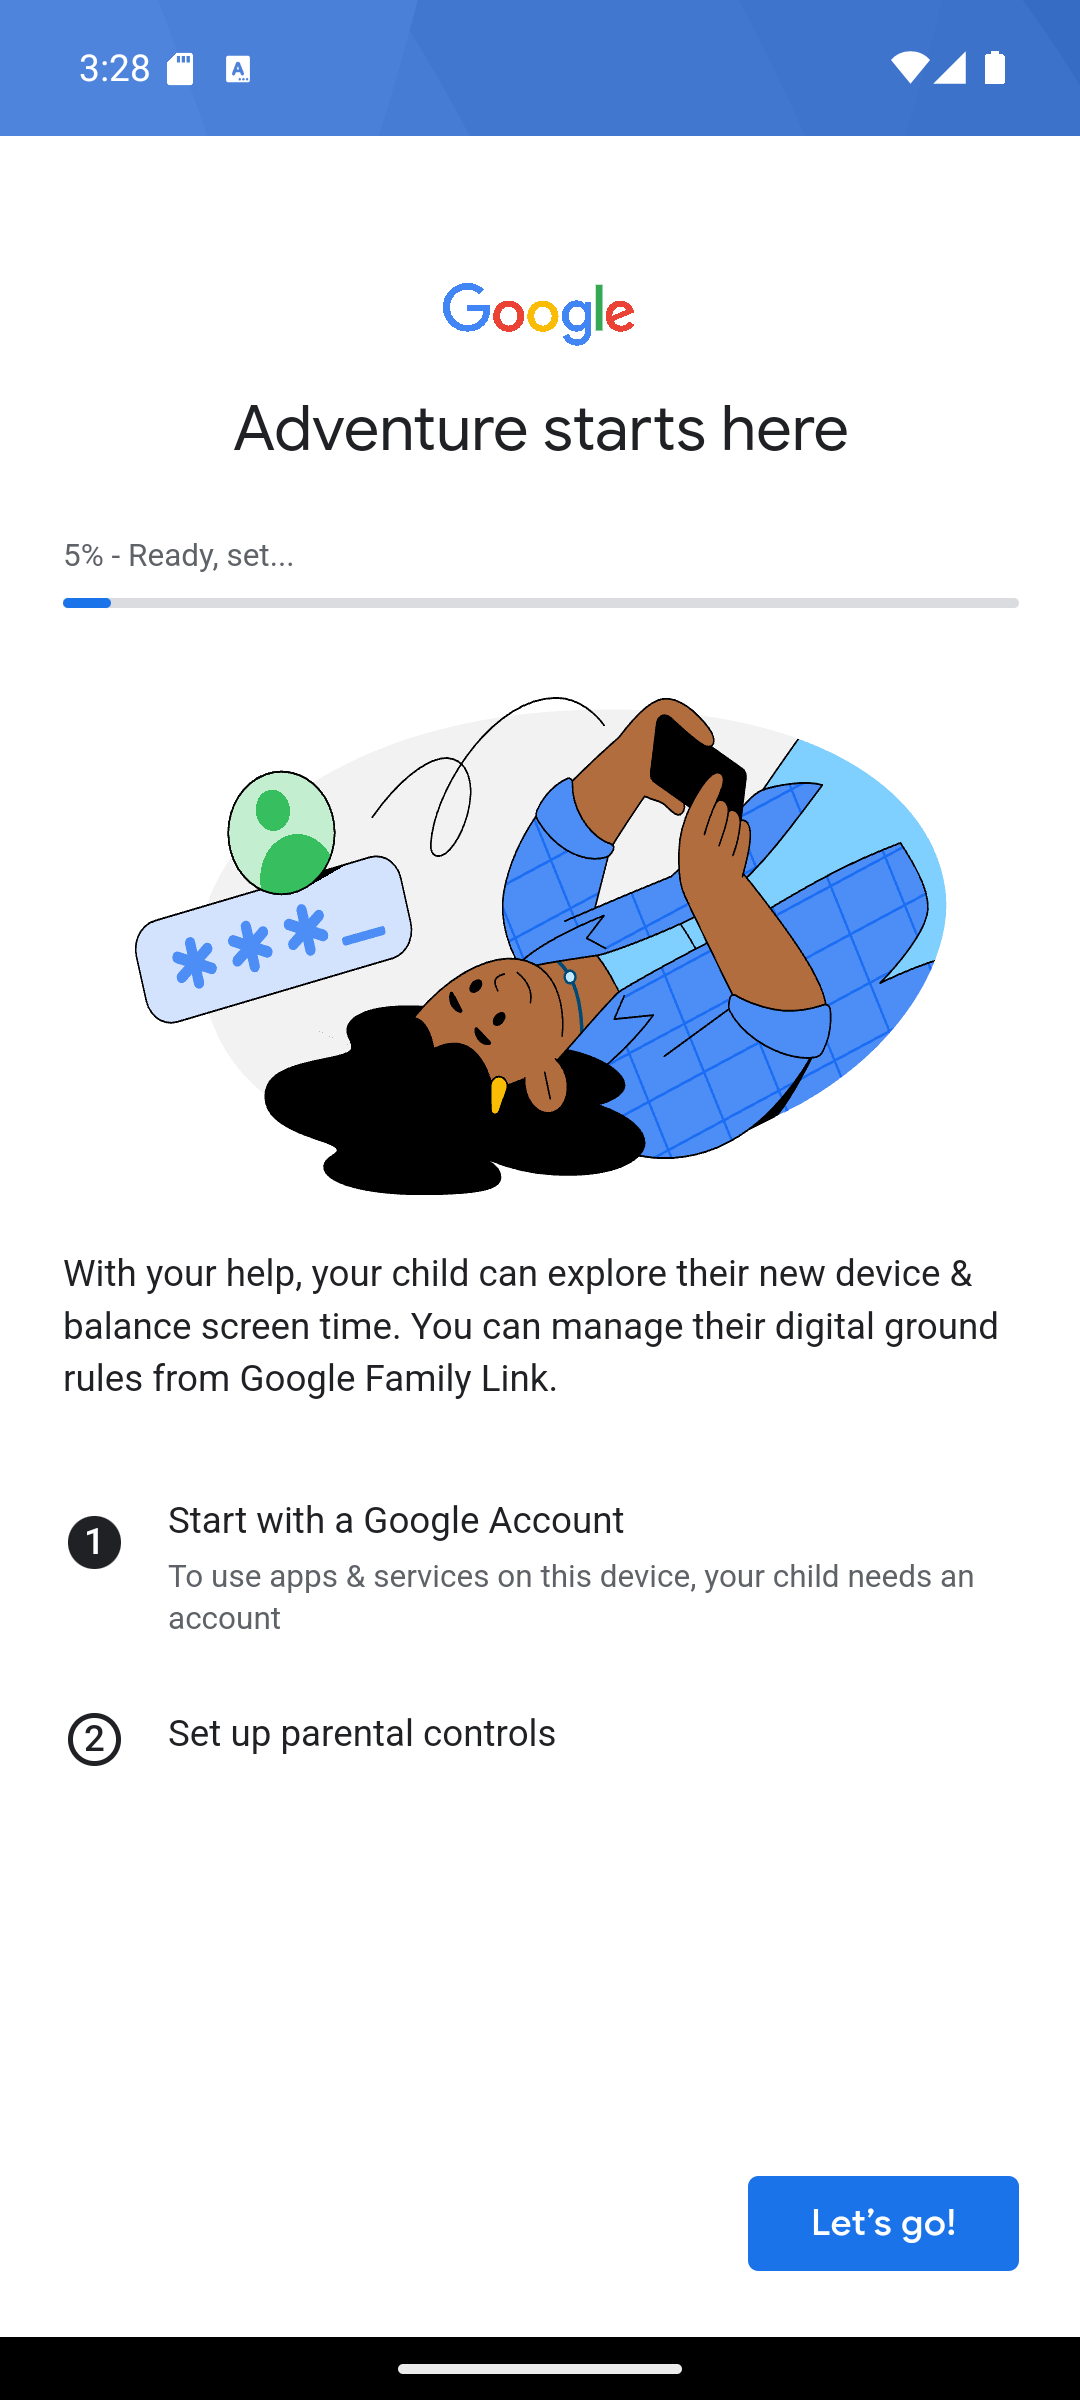 3:28
Google
Adventure starts here
5% - Ready, set...
With your help, your child can explore their new device &
balance screen time. You can manage their digital ground
rules from Google Family Link.
1 Start with a Google Account
To use apps & services on this device, your child needs an
account
2 Set up parental controls
Let’s go!